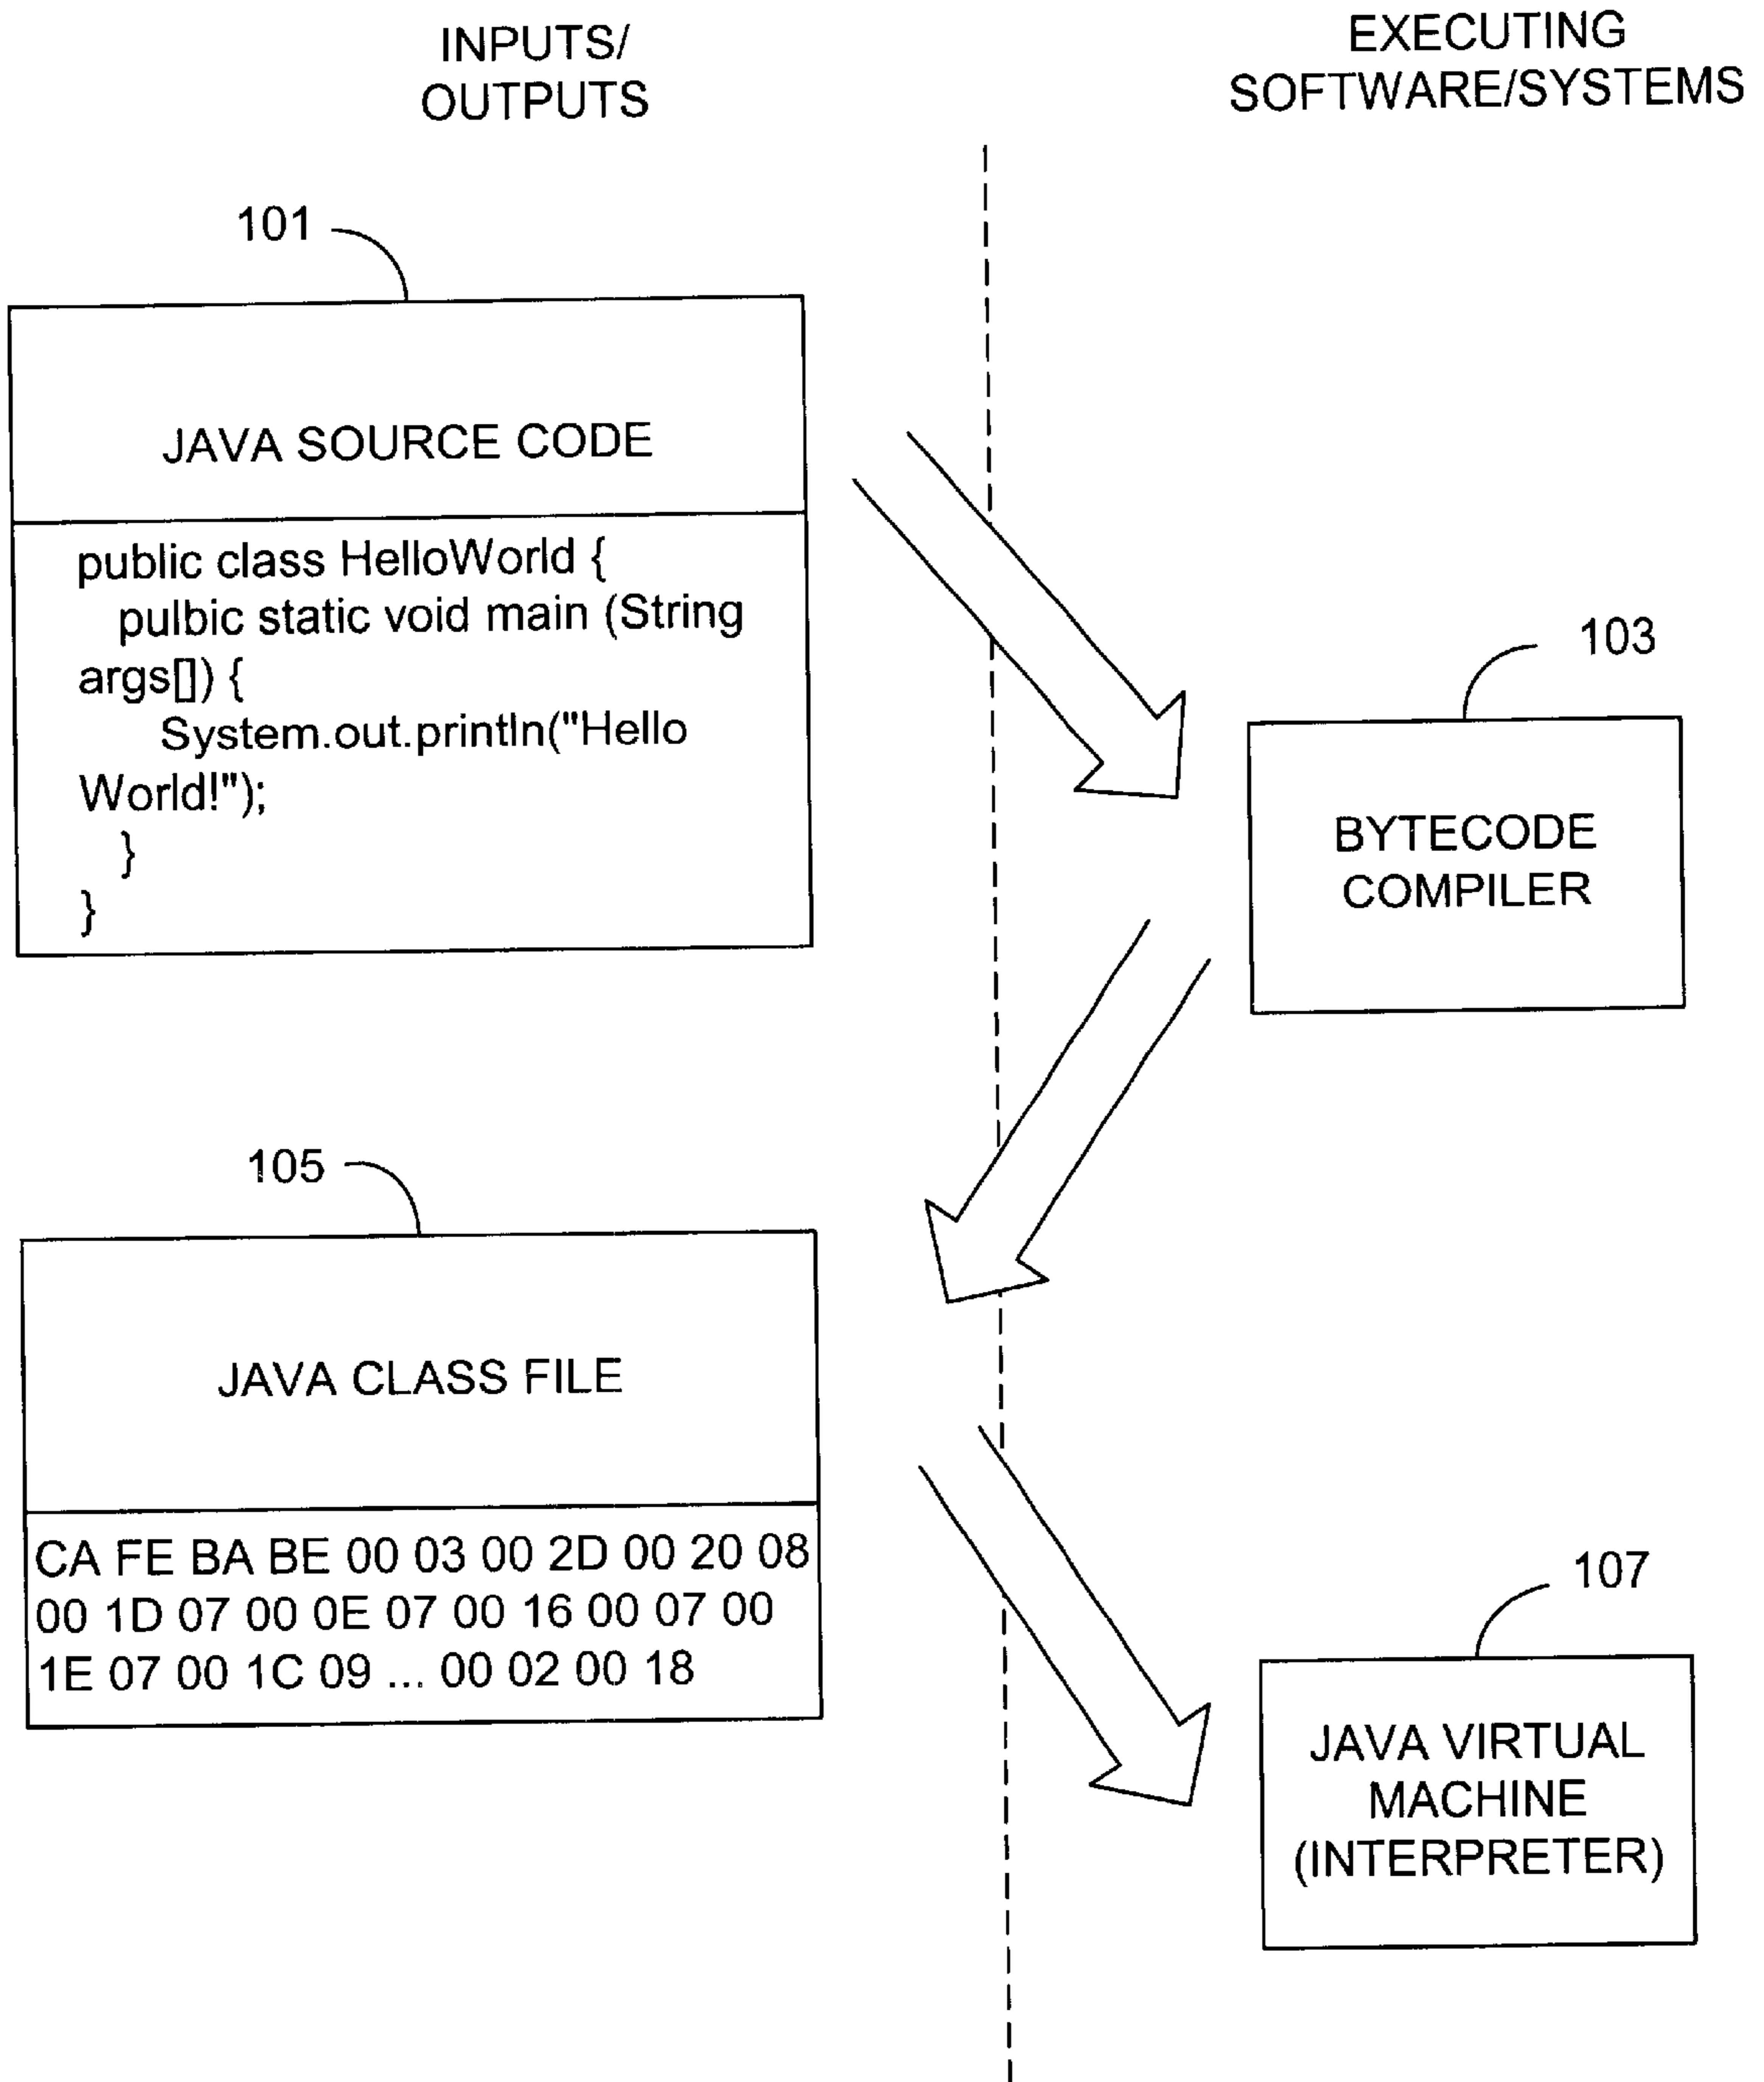 INPUTS/
OUTPUTS
EXECUTING
SOFTWARE/SYSTEMS
101
JAVA SOURCE CODE
public class HelloWorld {
pulbic static void main (String
args[]) {
System.out.println("Hello
World!");
}
}
103
BYTECODE
COMPILER
105
JAVA CLASS FILE
CA FE BA BE 00 03 00 2D 00 20 08
00 1D 07 00 0E 07 00 16 00 07 00
1E 07 00 1C 09 ... 00 02 00 18
107
JAVA VIRTUAL
MACHINE
(INTERPRETER)